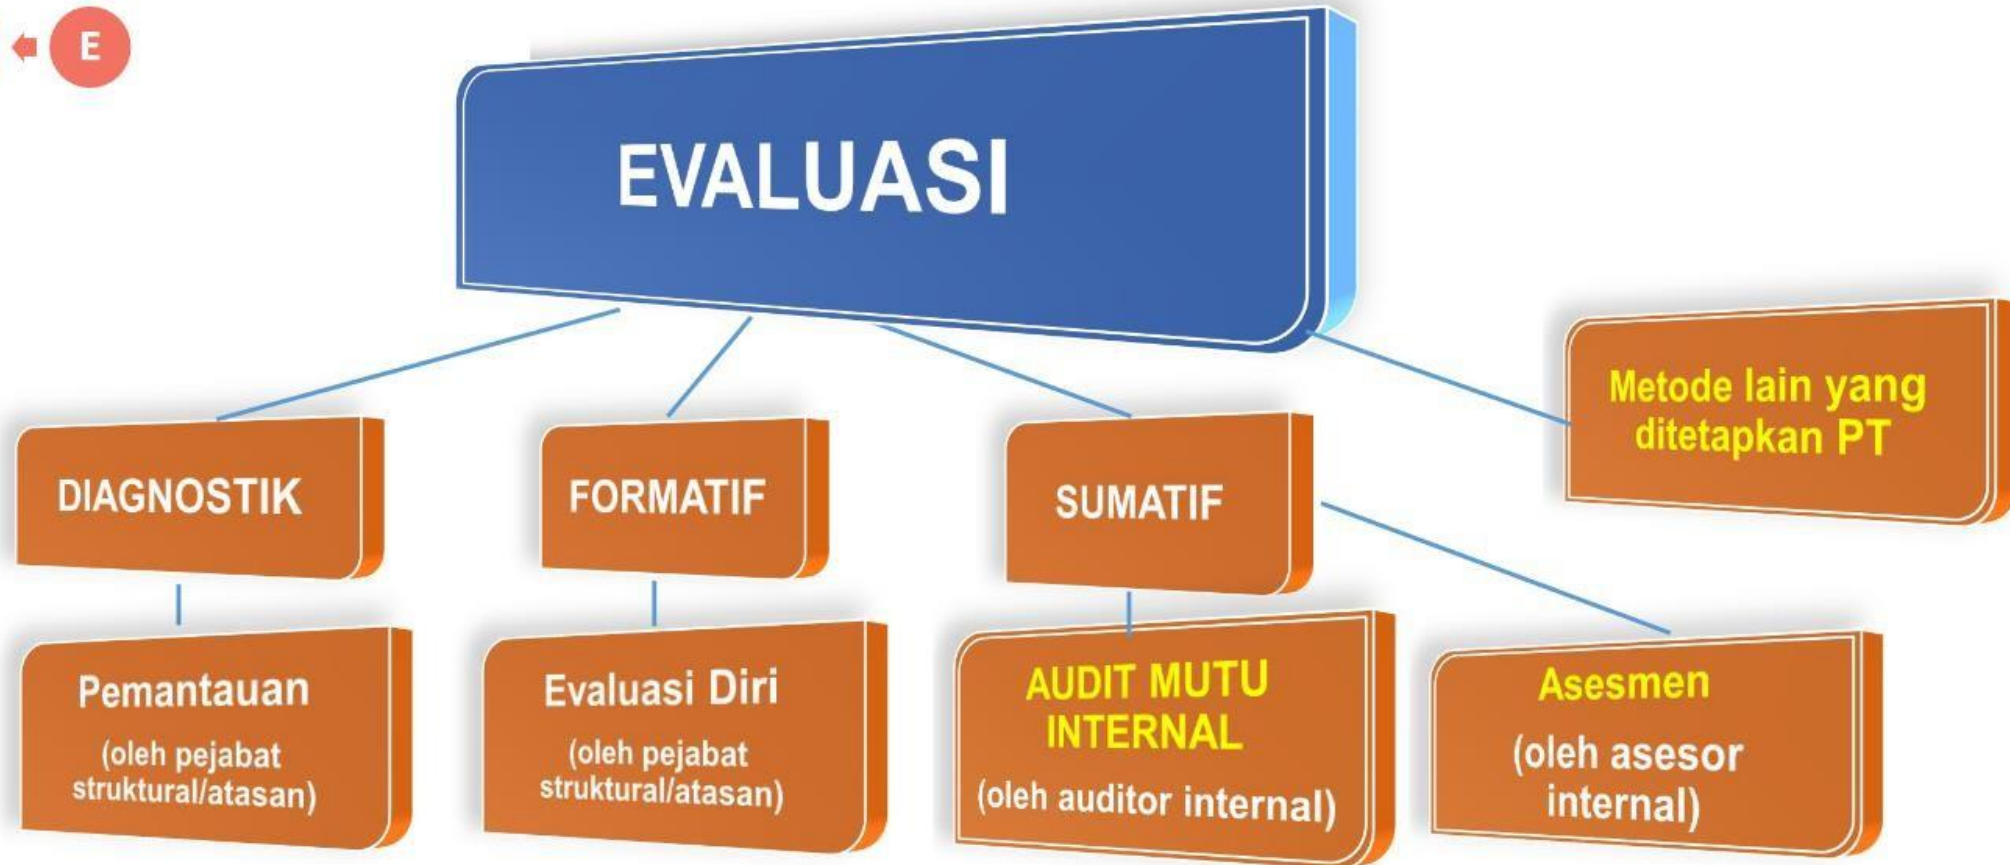 E
EVALUASI
Metode lain yang
ditetapkan PT
DIAGNOSTIK
FORMATIF
SUMATIF
Pemantauan
(oleh pejabat
struktural/atasan)
Evaluasi Diri
(oleh pejabat
struktural/atasan)
AUDIT MUTU
INTERNAL
(oleh auditor internal)
Asesmen
(oleh asesor
internal)